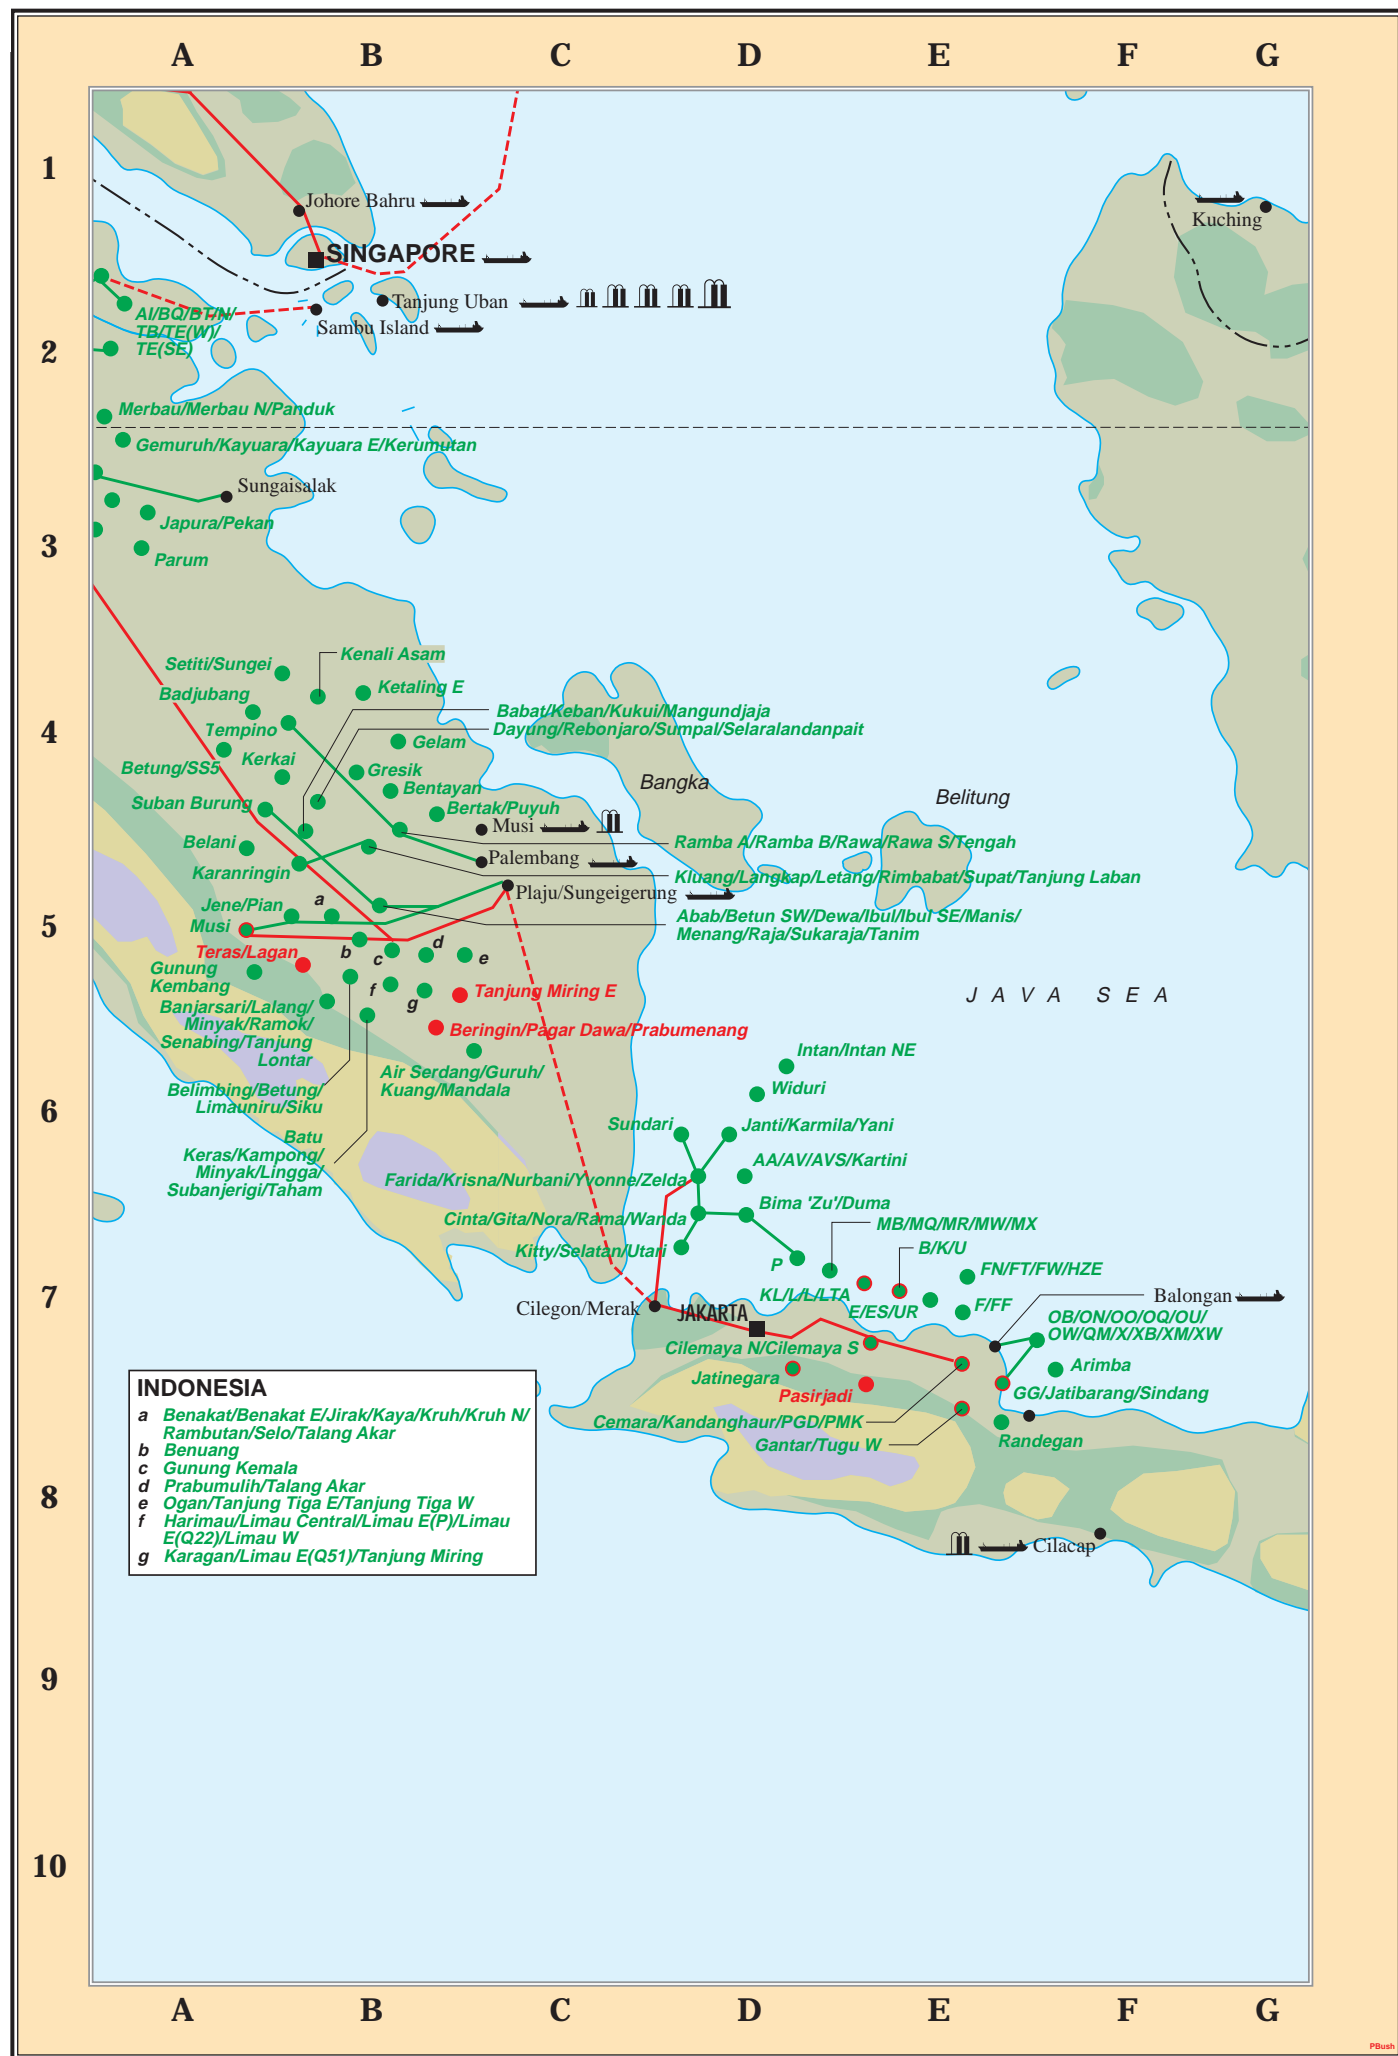 A B C D E F G
1
Johore Bahru
Kuching
SINGAPORE
Tanjung Uban
AI/BQ/BT/N/
TB/TE(W)/
TE(SE)
Sambu Island
2
Merbau/Merbau N/Panduk
Gemuruh/Kayuara/Kayuara E/Kerumutan
Sungaisalak
Japura/Pekan
3
Parum
Kenali Asam
Setiti/Sungei
Ketaling E
Badjubang
Babat/Keban/Kukui/Mangundjaja
Tempino
Dayung/Rebonjaro/Sumpal/Selaralandanpait
4
Gelam
Kerkai
Betung/SS5
Gresik
Bangka
Bentayan
Belitung
Suban Burung
Bertak/Puyuh
Musi
Belani
Ramba A/Ramba B/Rawa/Rawa S/Tengah
Palembang
Karanringin
Kluang/Langkap/Letang/Rimbabat/Supat/Tanjung Laban
Plaju/Sungeigerung
Jene/Pian
a
Abab/Betun SW/Dewa/Ibul/Ibul SE/Manis/
Menang/Raja/Sukaraja/Tanim
5
Musi
Teras/Lagan
b
c
d
e
Gunung
Kembang
f
g
Tanjung Miring E
JAVA SEA
Banjarsari/Lalang/
Minyak/Ramok/
Senabing/Tanjung
Lontar
Beringin/Pagar Dawa/Prabumenang
Intan/Intan NE
Air Serdang/Guruh/
Kuang/Mandala
Widuri
Belimbing/Betung/
Limauniru/Siku
6
Sundari
Janti/Karmila/Yani
Batu
Keras/Kampong/
Minyak/Lingga/
Subanjerigi/Taham
AA/AV/AVS/Kartini
Farida/Krisna/Nurbani/Yvonne/Zelda
Bima 'Zu'/Duma
Cinta/Gita/Nora/Rama/Wanda
MB/MQ/MR/MW/MX
Kitty/Selatan/Utari
B/K/U
P
FN/FT/FW/HZE
7
KL/L/L/LTA
Balongan
Cilegon/Merak
JAKARTA
E/ES/UR
F/FF
OB/ON/OO/OQ/OU/
OW/QM/X/XB/XM/XW
Cilemaya N/Cilemaya S
Arimba
Jatinegara
Pasirjadi
GG/Jatibarang/Sindang
Cemara/Kandanghaur/PGD/PMK
Gantar/Tugu W
Randegan
INDONESIA
a Benakat/Benakat E/Jirak/Kaya/Kruh/Kruh N/
Rambutan/Selo/Talang Akar
b Benuang
c Gunung Kemala
d Prabumulih/Talang Akar
e Ogan/Tanjung Tiga E/Tanjung Tiga W
f Harimau/Limau Central/Limau E(P)/Limau
E(Q22)/Limau W
g Karagan/Limau E(Q51)/Tanjung Miring
8
Cilacap
9
10
A B C D E F G
PBush